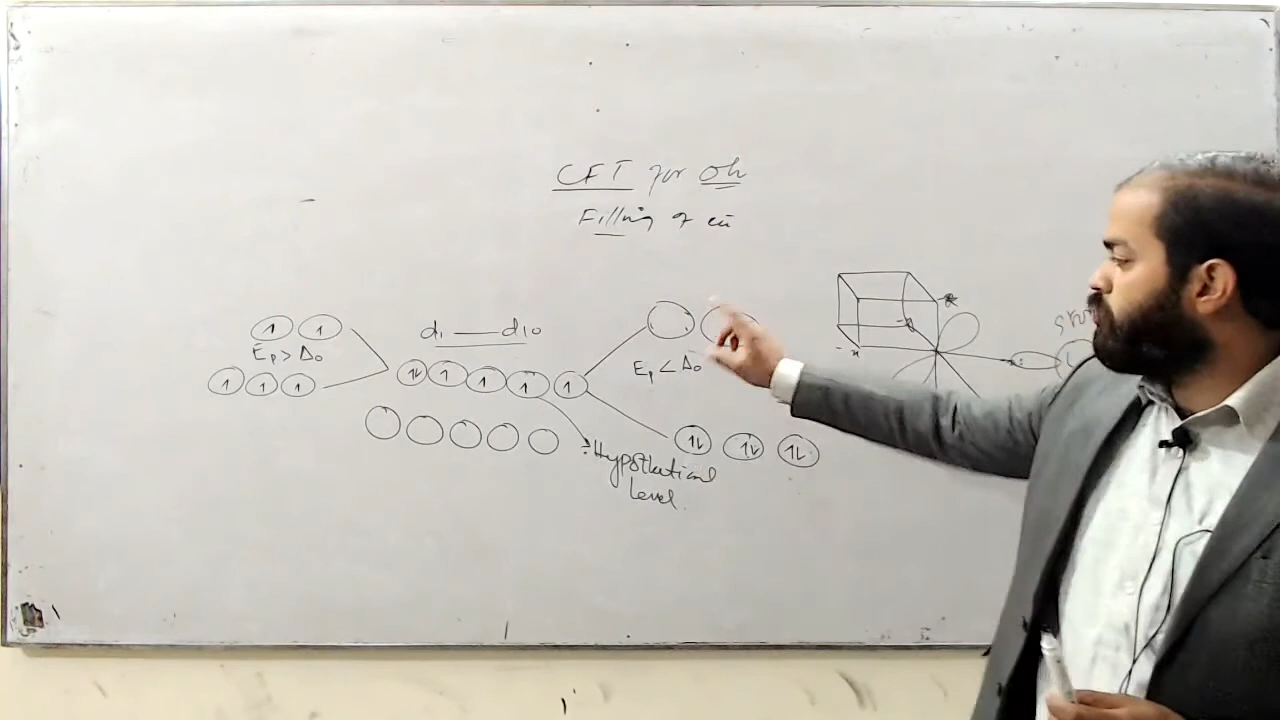 CFT for Oh
Filling of e̅n
d1 — d10
1 1
Ep > Δo
1 1 1
1⇂ 1 1 1 1
Ep < Δo
1⇂ 1⇂ 1⇂
Hypothetical
Level
- x
L